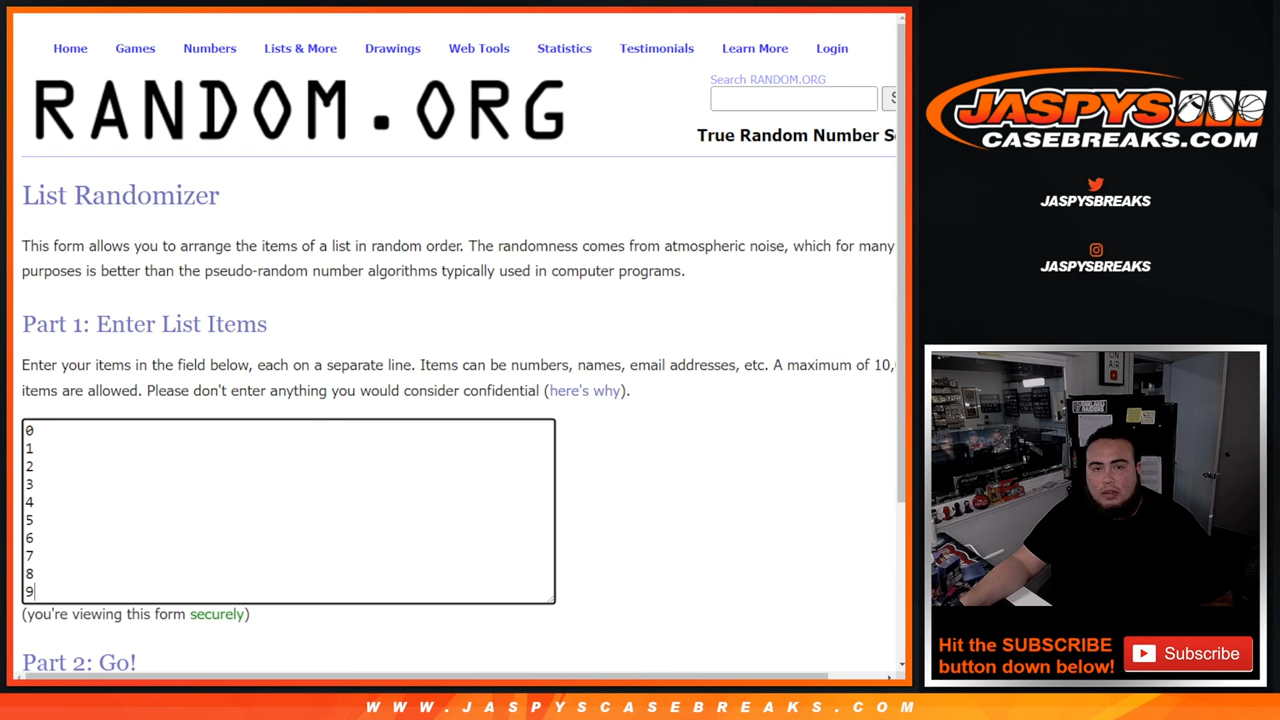 Home Games Numbers Lists & More Drawings Web Tools Statistics Testimonials Learn More Login
RANDOM.ORG
Search RANDOM.ORG
S
True Random Number S
List Randomizer
This form allows you to arrange the items of a list in random order. The randomness comes from atmospheric noise, which for many
purposes is better than the pseudo-random number algorithms typically used in computer programs.
Part 1: Enter List Items
Enter your items in the field below, each on a separate line. Items can be numbers, names, email addresses, etc. A maximum of 10,
items are allowed. Please don't enter anything you would consider confidential (here's why).
0
1
2
3
4
5
6
7
8
9
(you're viewing this form securely)
Part 2: Go!
JASPYS
CASEBREAKS.COM
JASPYSBREAKS
JASPYSBREAKS
ON
AIR
Hit the SUBSCRIBE
button down below!
Subscribe
WWW.JASPYSCASEBREAKS.COM